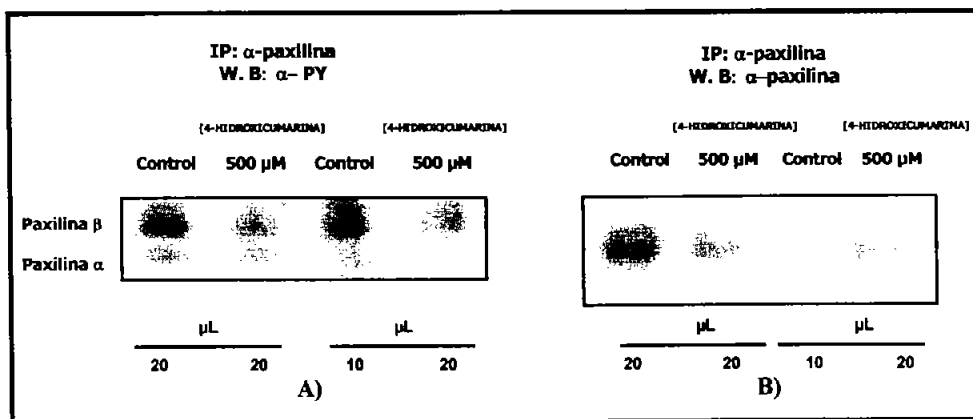 IP: α-paxilina
W. B: α- PY
[4-HIDROXICUMARINA] [4-HIDROXICUMARINA]
Control 500 µM Control 500 µM
Paxilina β
Paxilina α
µL µL
20 20 10 20
A)
IP: α-paxilina
W. B: α-paxilina
[4-HIDROXICUMARINA] [4-HIDROXICUMARINA]
Control 500 µM Control 500 µM
µL µL
20 20 10 20
B)